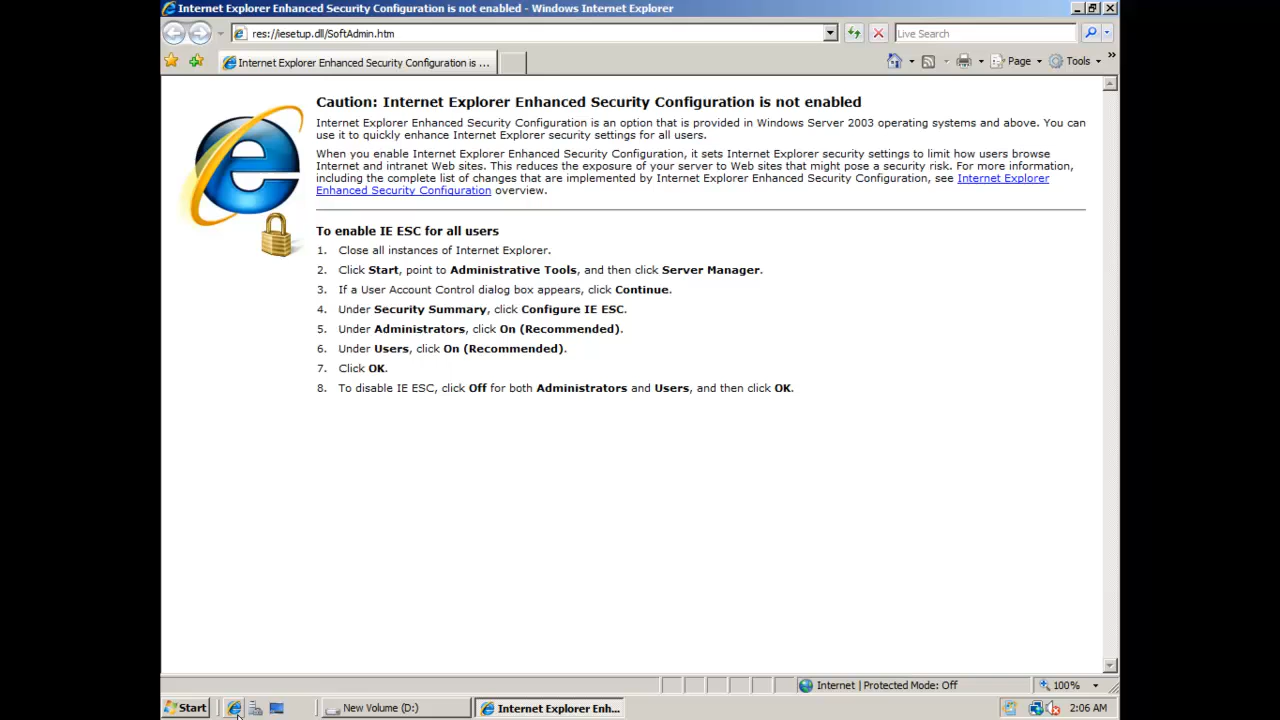 Internet Explorer Enhanced Security Configuration is not enabled - Windows Internet Explorer
res://iesetup.dll/SoftAdmin.htm
Live Search
Internet Explorer Enhanced Security Configuration is ...
Page
Tools
Caution: Internet Explorer Enhanced Security Configuration is not enabled
Internet Explorer Enhanced Security Configuration is an option that is provided in Windows Server 2003 operating systems and above. You can
use it to quickly enhance Internet Explorer security settings for all users.
When you enable Internet Explorer Enhanced Security Configuration, it sets Internet Explorer security settings to limit how users browse
Internet and intranet Web sites. This reduces the exposure of your server to Web sites that might pose a security risk. For more information,
including the complete list of changes that are implemented by Internet Explorer Enhanced Security Configuration, see Internet Explorer
Enhanced Security Configuration overview.
To enable IE ESC for all users
1. Close all instances of Internet Explorer.
2. Click Start, point to Administrative Tools, and then click Server Manager.
3. If a User Account Control dialog box appears, click Continue.
4. Under Security Summary, click Configure IE ESC.
5. Under Administrators, click On (Recommended).
6. Under Users, click On (Recommended).
7. Click OK.
8. To disable IE ESC, click Off for both Administrators and Users, and then click OK.
Internet | Protected Mode: Off
100%
Start
New Volume (D:)
Internet Explorer Enh...
2:06 AM